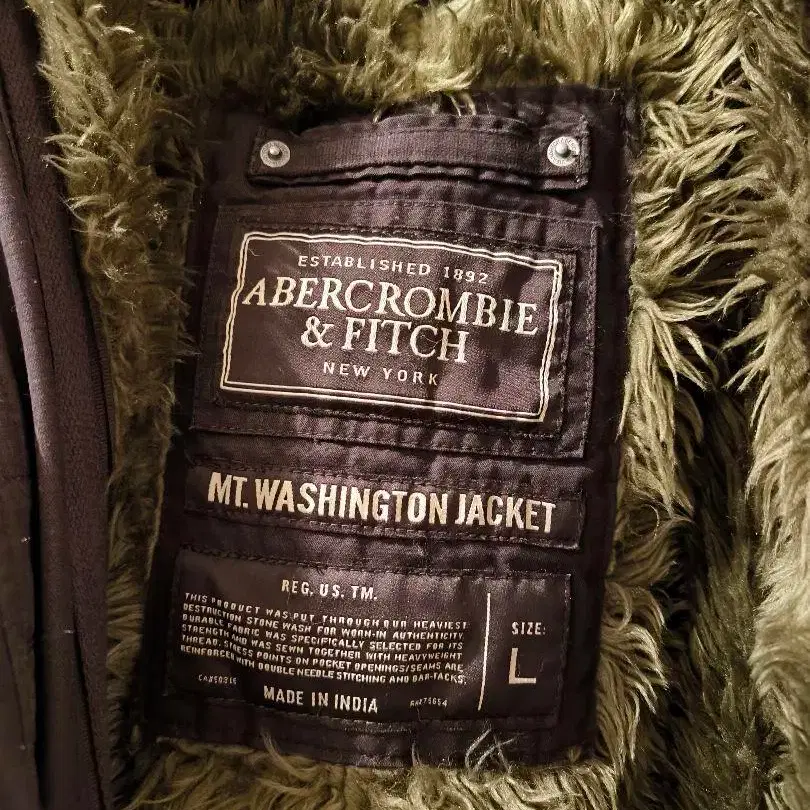 ESTABLISHED 1892
ABERCROMBIE
& FITCH
NEW YORK
MT. WASHINGTON JACKET
REG. US. TM.
THIS PRODUCT WAS PUT THROUGH OUR HEAVIEST
DESTRUCTION STONE WASH FOR WORN-IN AUTHENTICITY.
DURABLE FABRIC WAS SPECIFICALLY SELECTED FOR ITS
STRENGTH AND WAS SEWN TOGETHER WITH HEAVYWEIGHT
THREAD. STRESS POINTS ON POCKET OPENINGS/SEAMS ARE
REINFORCED WITH DOUBLE NEEDLE STITCHING AND BAR-TACKS.
MADE IN INDIA
SIZE:
L